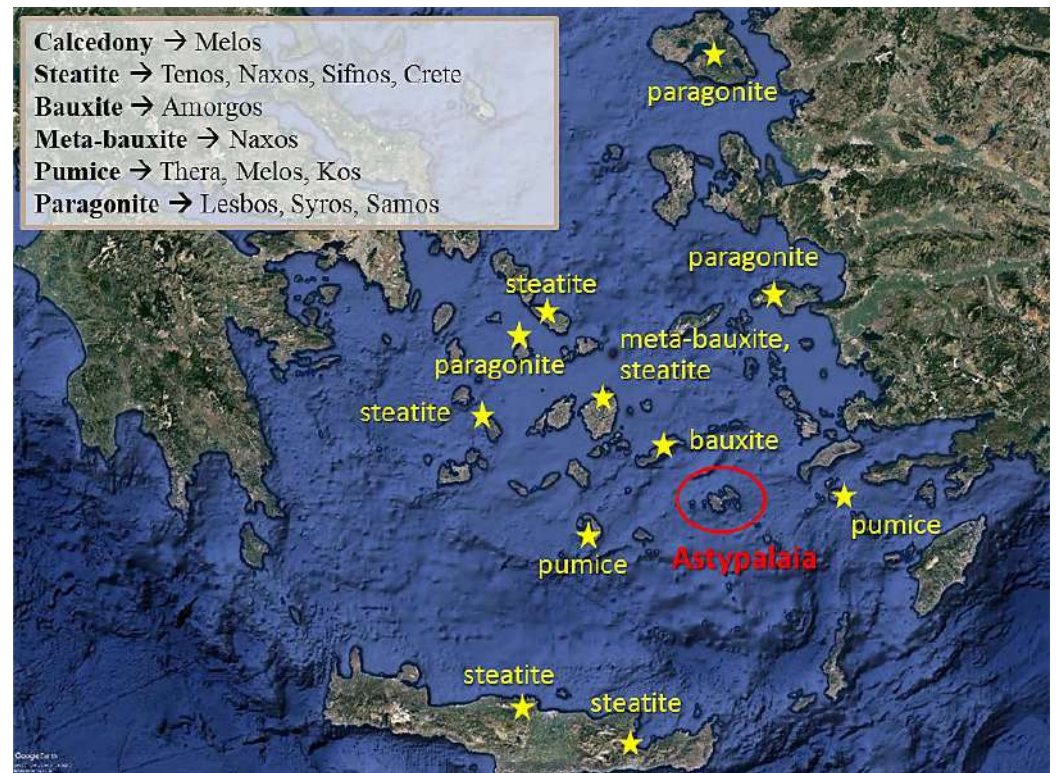 Calcedony → Melos
Steatite → Tenos, Naxos, Sifnos, Crete
Bauxite → Amorgos
Meta-bauxite → Naxos
Pumice → Thera, Melos, Kos
Paragonite → Lesbos, Syros, Samos
paragonite
paragonite
steatite
meta-bauxite,
steatite
paragonite
steatite
bauxite
pumice
Astypalaia
pumice
steatite
steatite
Google Earth